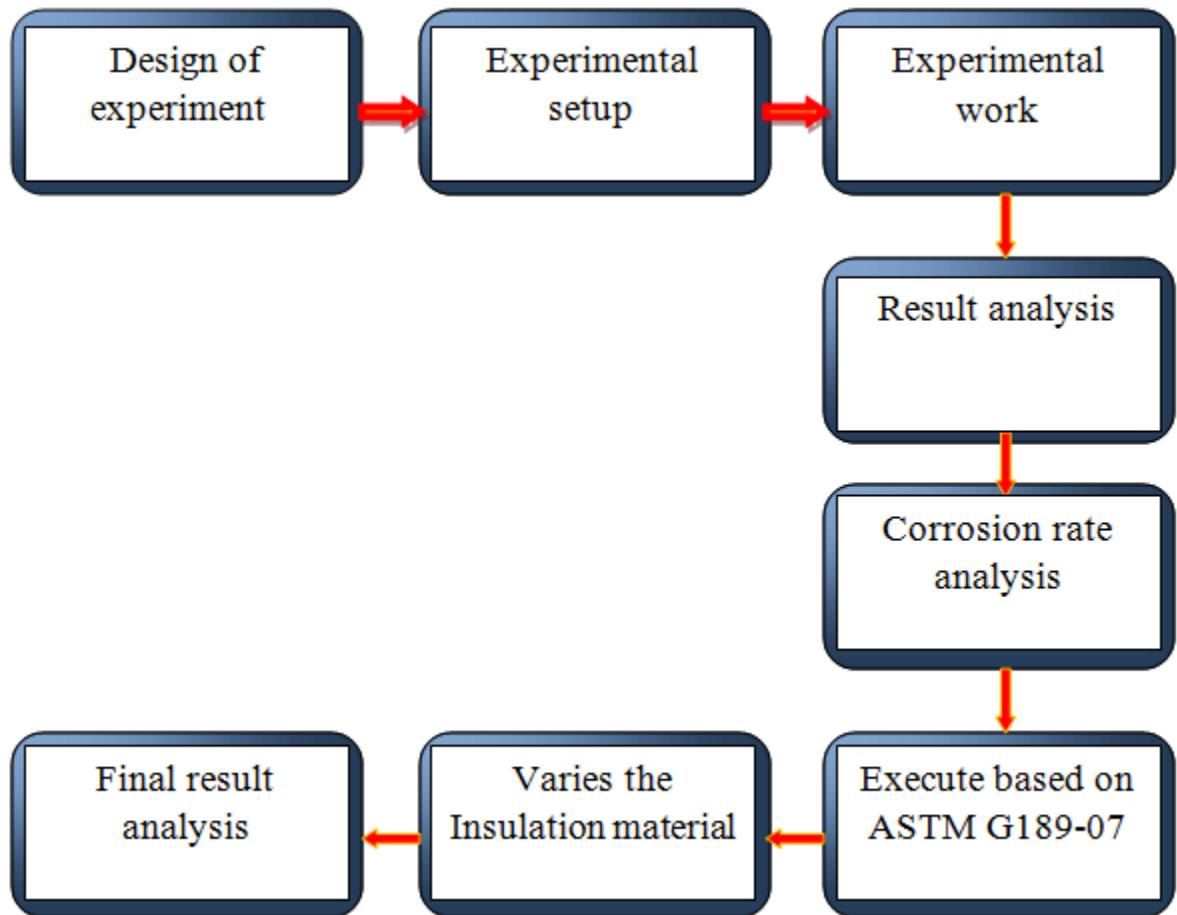 Design of
experiment
Experimental
setup
Experimental
work
Result analysis
Corrosion rate
analysis
Execute based on
ASTM G189-07
Varies the
Insulation material
Final result
analysis